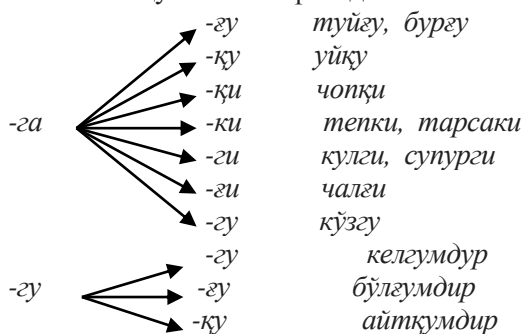 -ғу туйғу, бурғу
-қу уйқу
-қи чопқи
-га -ки тепки, тарсаки
-ги кулги, супурги
-ғи чалғи
-гу кўзгу
-гу келгумдур
-гу -ғу бўлғумдир
-қу айтқумдир